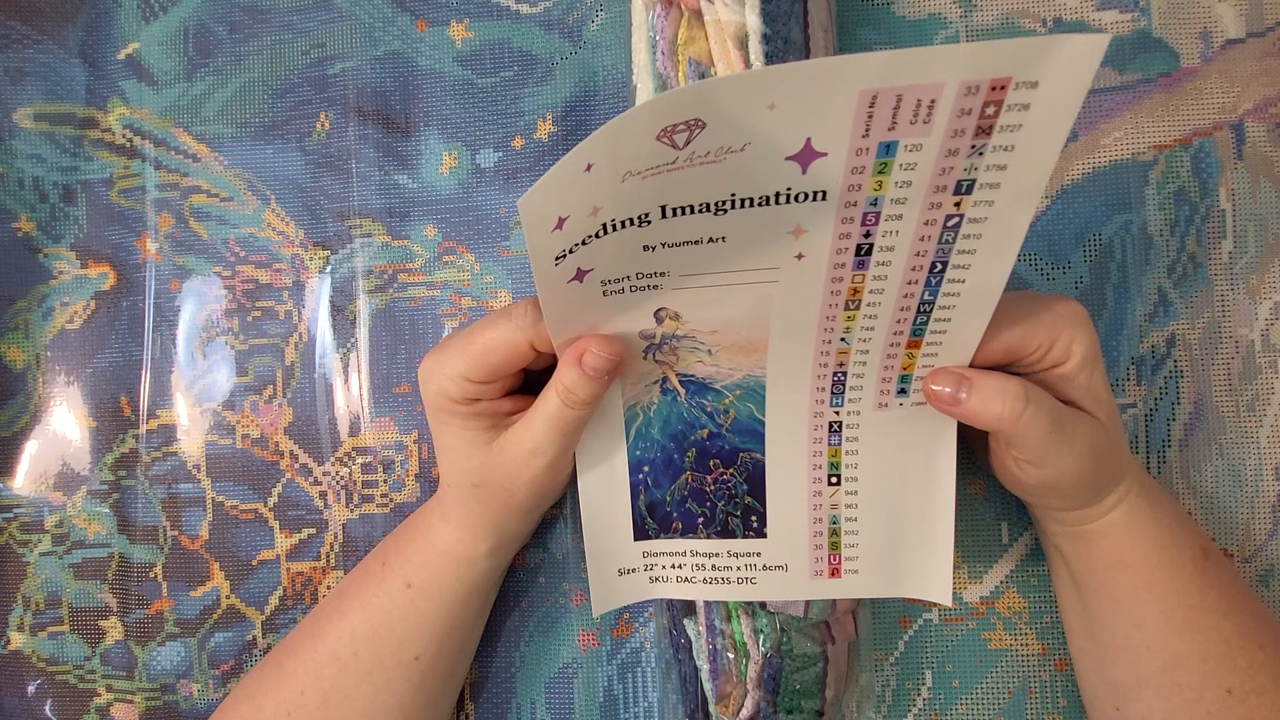 Diamond Art Club
Seeding Imagination
By Yuumei Art
Start Date:
End Date:
Diamond Shape: Square
Size: 22" x 44" (55.8cm x 111.6cm)
SKU: DAC-6253S-DTC
Serial No. Symbol Color Code
01 1 120
02 2 122
03 3 129
04 4 162
05 5 208
06 211
07 7 336
08 8 340
09 353
10 402
11 V 451
12 745
13 746
14 747
15 758
16 + 778
17 792
18 803
19 H 807
20 819
21 X 823
22 # 826
23 J 833
24 N 912
25 939
26 / 948
27 = 963
28 964
29 A 3052
30 S 3347
31 U 3607
32 3706
33 3708
34 3726
35 3727
36 3743
37 3756
38 T 3765
39 3770
40 3807
41 R 3810
42 3840
43 3842
44 Y 3844
45 L 3845
46 W 3847
47 P 3848
48 C 3849
49 3853
50 3855
51
52 E
53
54